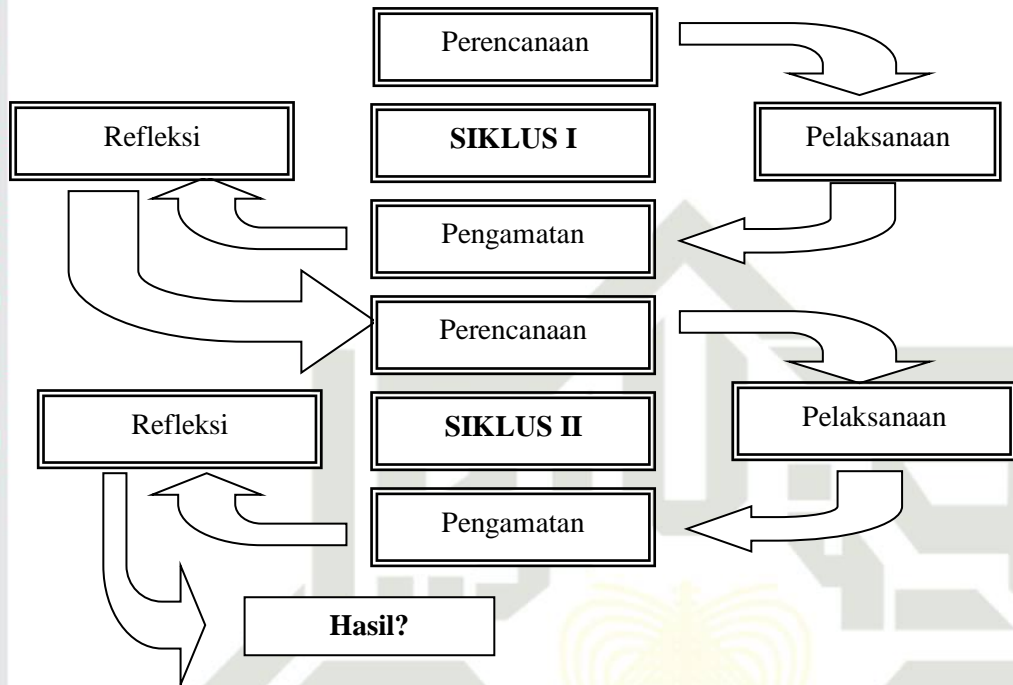 Perencanaan
Refleksi
SIKLUS I
Pelaksanaan
Pengamatan
Perencanaan
Refleksi
SIKLUS II
Pelaksanaan
Pengamatan
Hasil?